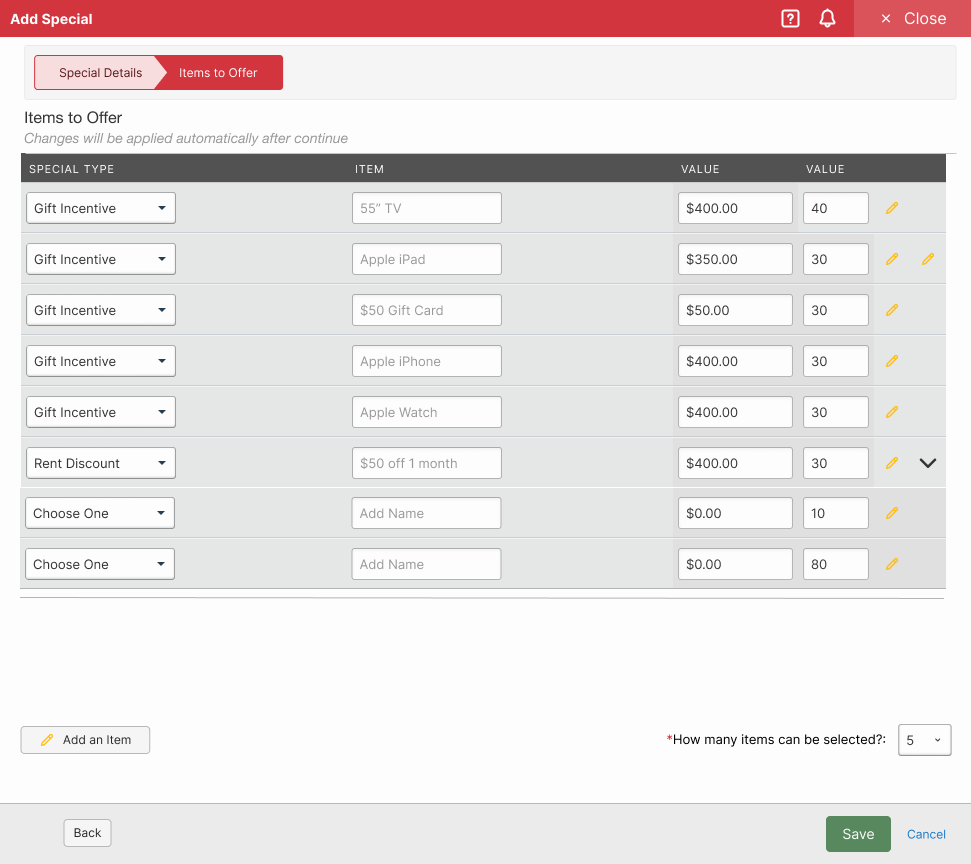 Add Special
? × Close
Special Details Items to Offer
Items to Offer
Changes will be applied automatically after continue
SPECIAL TYPE ITEM VALUE VALUE
Gift Incentive 55” TV $400.00 40
Gift Incentive Apple iPad $350.00 30
Gift Incentive $50 Gift Card $50.00 30
Gift Incentive Apple iPhone $400.00 30
Gift Incentive Apple Watch $400.00 30
Rent Discount $50 off 1 month $400.00 30
Choose One Add Name $0.00 10
Choose One Add Name $0.00 80
Add an Item *How many items can be selected?: 5
Back Save Cancel